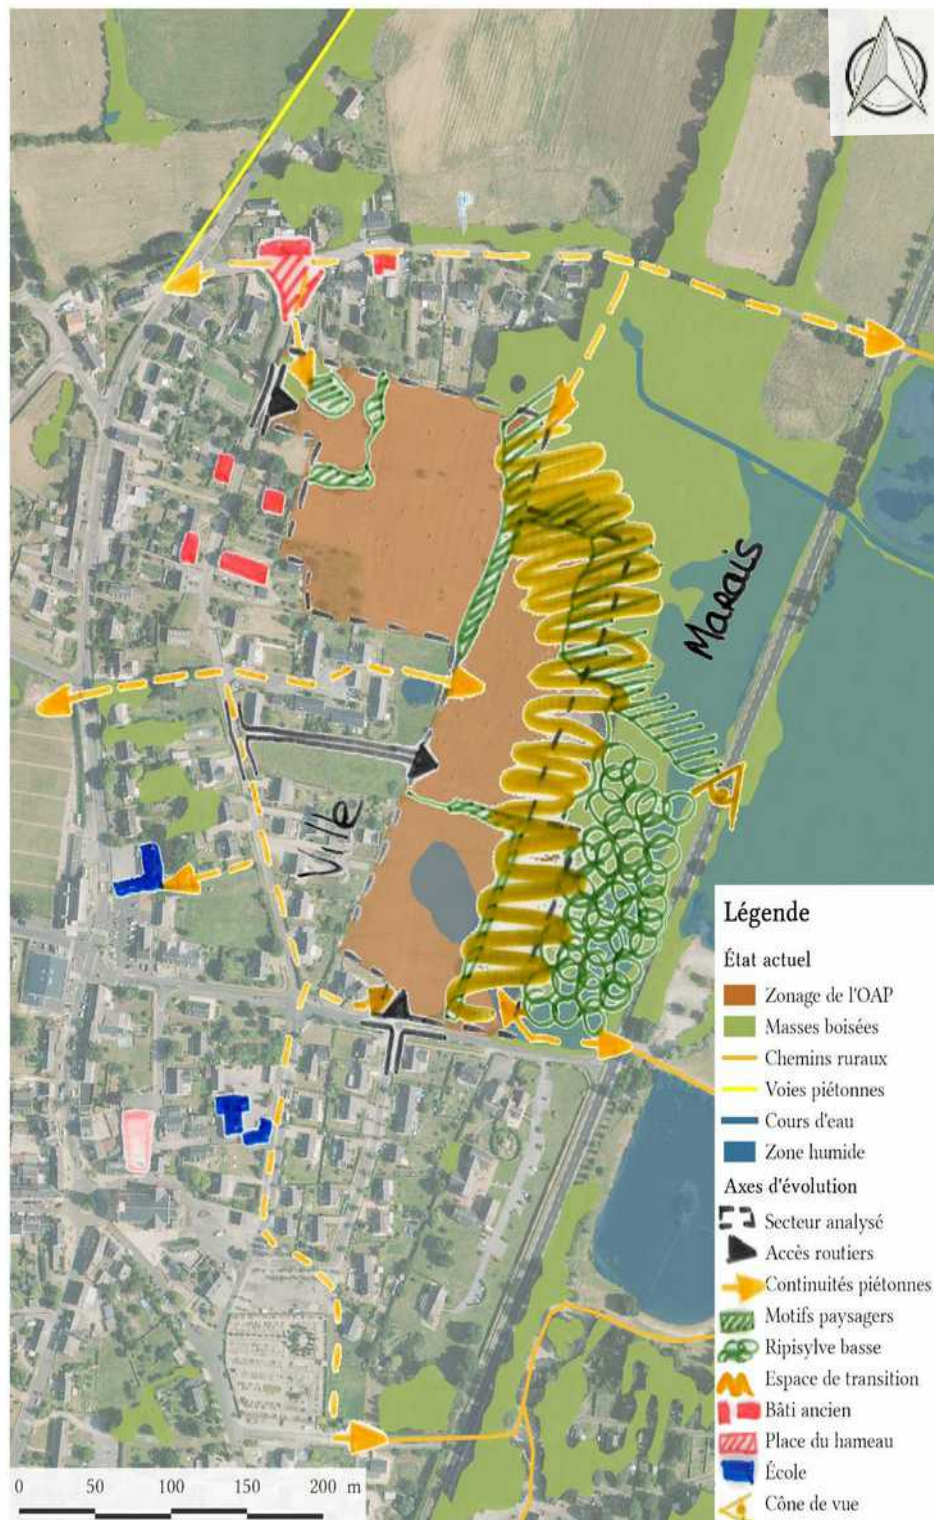 Marais
Ville
Légende
État actuel
Zonage de l'OAP
Masses boisées
Chemins ruraux
Voies piétonnes
Cours d'eau
Zone humide
Axes d'évolution
Secteur analysé
Accès routiers
Continuités piétonnes
Motifs paysagers
Ripisylve basse
Espace de transition
Bâti ancien
Place du hameau
École
Cône de vue
0 50 100 150 200 m